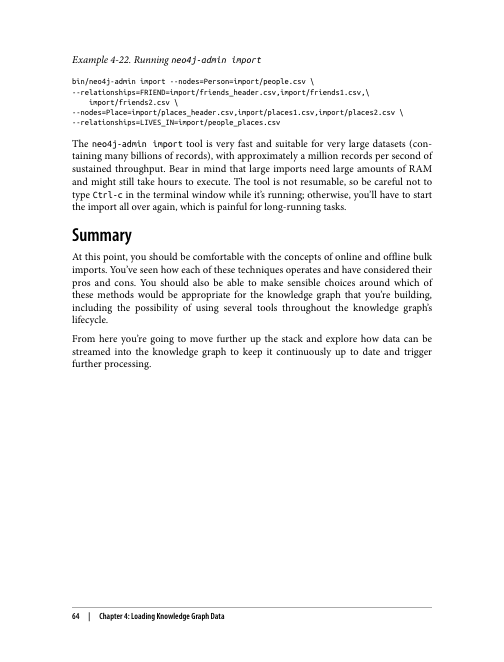 Example 4-22. Running neo4j-admin import
bin/neo4j-admin import --nodes=Person=import/people.csv \
--relationships=FRIEND=import/friends_header.csv,import/friends1.csv,\
import/friends2.csv \
--nodes=Place=import/places_header.csv,import/places1.csv,import/places2.csv \
--relationships=LIVES_IN=import/people_places.csv
The neo4j-admin import tool is very fast and suitable for very large datasets (con-
taining many billions of records), with approximately a million records per second of
sustained throughput. Bear in mind that large imports need large amounts of RAM
and might still take hours to execute. The tool is not resumable, so be careful not to
type Ctrl-c in the terminal window while it's running; otherwise, you'll have to start
the import all over again, which is painful for long-running tasks.
Summary
At this point, you should be comfortable with the concepts of online and offline bulk
imports. You've seen how each of these techniques operates and have considered their
pros and cons. You should also be able to make sensible choices around which of
these methods would be appropriate for the knowledge graph that you're building,
including the possibility of using several tools throughout the knowledge graph's
lifecycle.
From here you're going to move further up the stack and explore how data can be
streamed into the knowledge graph to keep it continuously up to date and trigger
further processing.
64 | Chapter 4: Loading Knowledge Graph Data